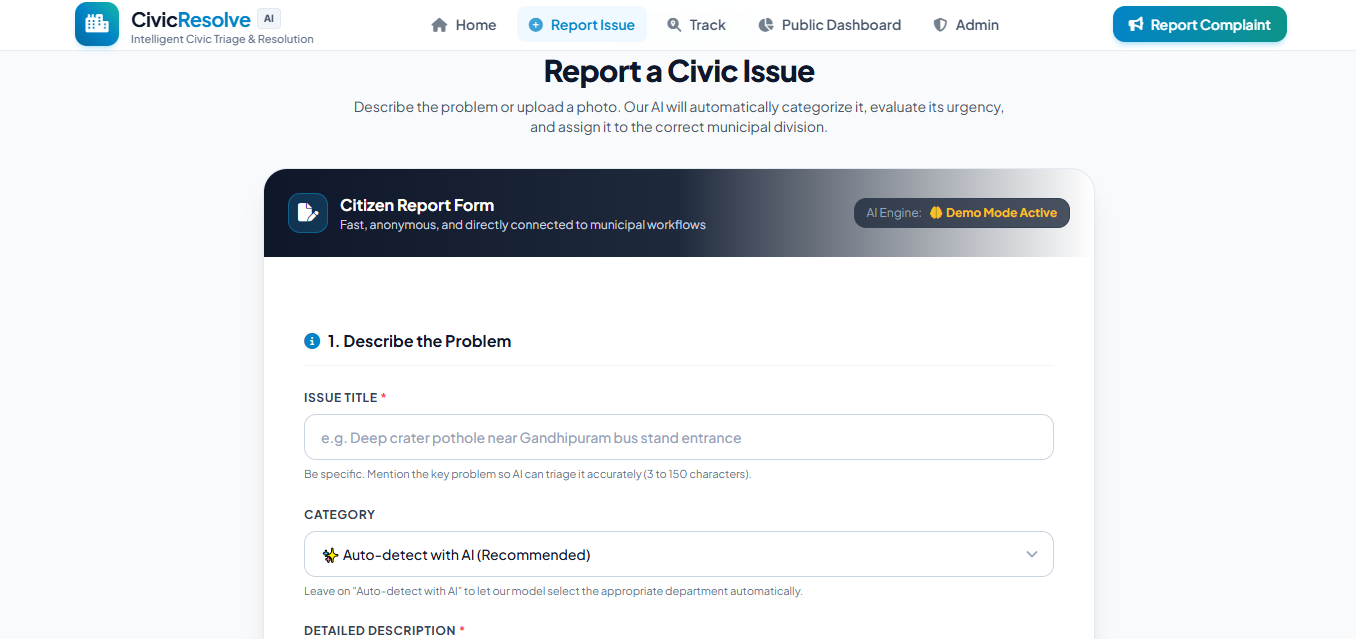 CivicResolve AI
Intelligent Civic Triage & Resolution
Home
Report Issue
Track
Public Dashboard
Admin
Report Complaint
Report a Civic Issue
Describe the problem or upload a photo. Our AI will automatically categorize it, evaluate its urgency,
and assign it to the correct municipal division.
Citizen Report Form
Fast, anonymous, and directly connected to municipal workflows
AI Engine: Demo Mode Active
1. Describe the Problem
ISSUE TITLE *
e.g. Deep crater pothole near Gandhipuram bus stand entrance
Be specific. Mention the key problem so AI can triage it accurately (3 to 150 characters).
CATEGORY
✨ Auto-detect with AI (Recommended)
Leave on "Auto-detect with AI" to let our model select the appropriate department automatically.
DETAILED DESCRIPTION *